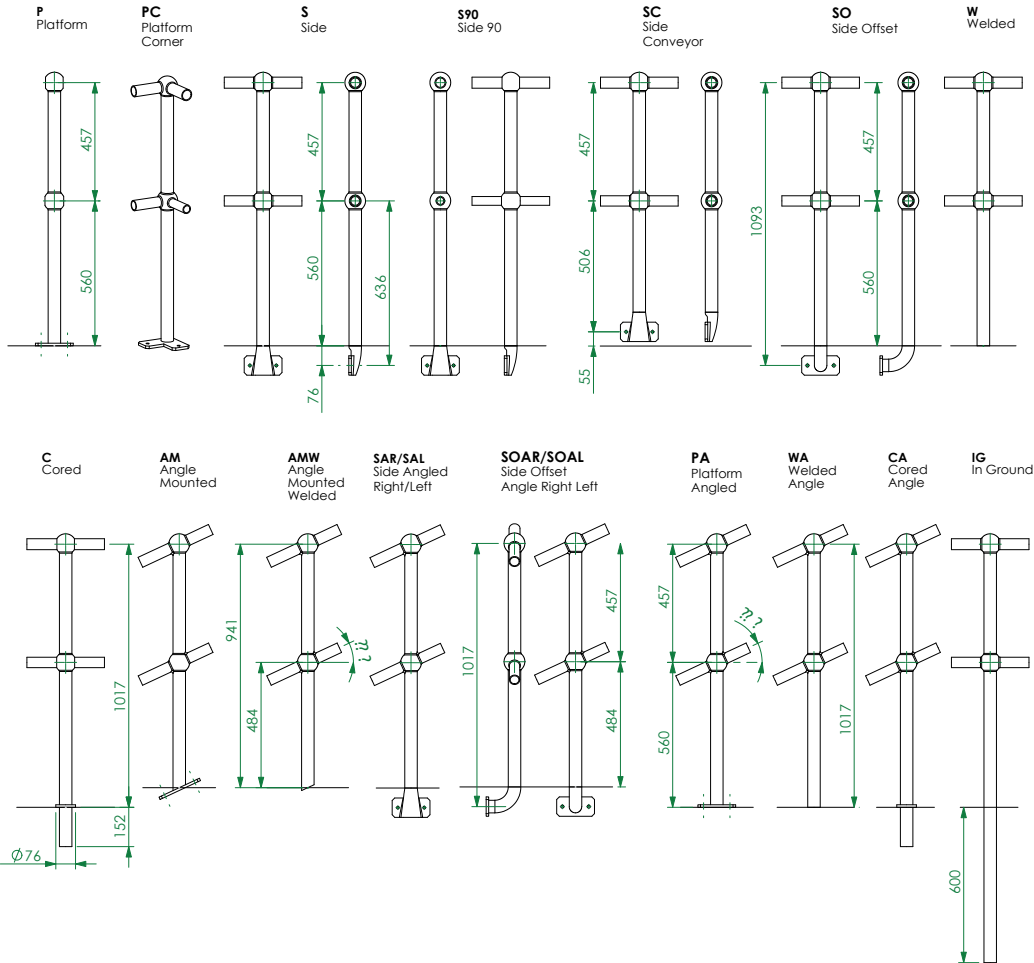 P
Platform
PC
Platform
Corner
S
Side
S90
Side 90
SC
Side
Conveyor
SO
Side Offset
W
Welded
457
560
457
560
636
76
457
506
55
1093
457
560
C
Cored
AM
Angle
Mounted
AMW
Angle
Mounted
Welded
SAR/SAL
Side Angled
Right/Left
SOAR/SOAL
Side Offset
Angle Right Left
PA
Platform
Angled
WA
Welded
Angle
CA
Cored
Angle
IG
In Ground
1017
152
Ø76
941
484
?? ?
1017
457
484
457
560
?? ?
1017
600